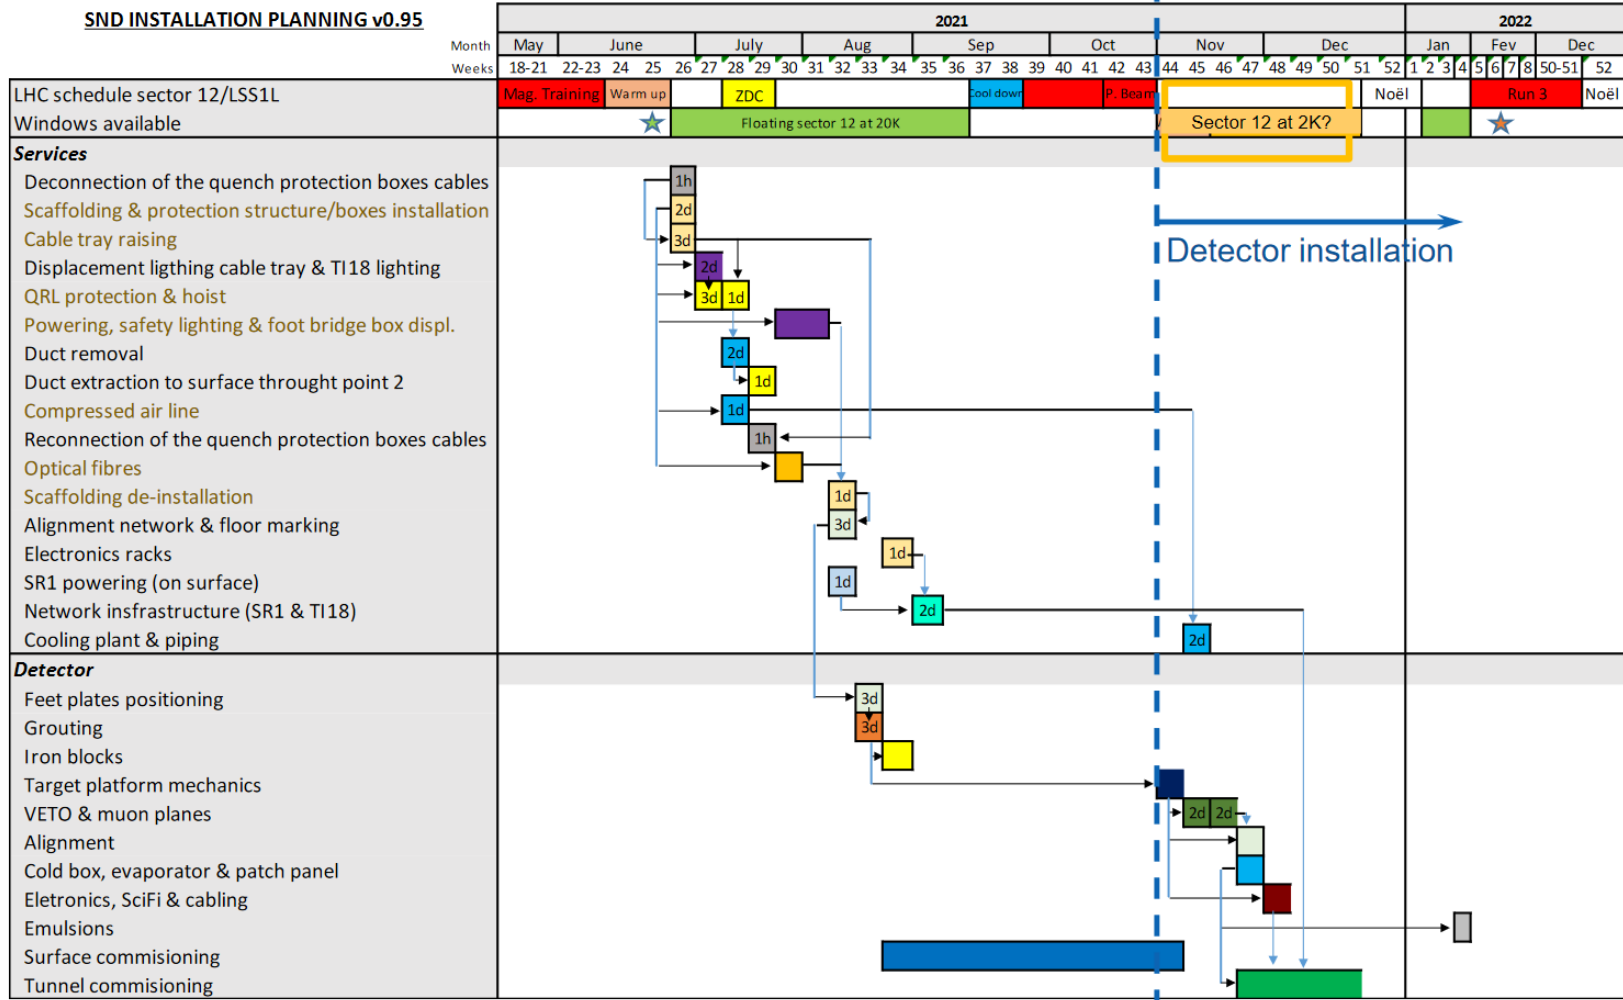 SND INSTALLATION PLANNING v0.95
2021 2022
Month May June July Aug Sep Oct Nov Dec Jan Fev Dec
Weeks 18-21 22-23 24 25 26 27 28 29 30 31 32 33 34 35 36 37 38 39 40 41 42 43 44 45 46 47 48 49 50 51 52 1 2 3 4 5 6 7 8 50-51 52
LHC schedule sector 12/LSS1L Mag. Training Warm up ZDC Cool down P. Beam Noël Run 3 Noël
Windows available Floating sector 12 at 20K Sector 12 at 2K?
Services
Deconnection of the quench protection boxes cables 1h
Scaffolding & protection structure/boxes installation 2d
Cable tray raising 3d
Detector installation
Displacement ligthing cable tray & TI18 lighting 2d
QRL protection & hoist 3d 1d
Powering, safety lighting & foot bridge box displ.
Duct removal 2d
Duct extraction to surface throught point 2 1d
Compressed air line 1d
Reconnection of the quench protection boxes cables 1h
Optical fibres
Scaffolding de-installation 1d
Alignment network & floor marking 3d
Electronics racks 1d
SR1 powering (on surface) 1d
Network insfrastructure (SR1 & TI18) 2d
Cooling plant & piping 2d
Detector
Feet plates positioning 3d
Grouting 3d
Iron blocks
Target platform mechanics
VETO & muon planes 2d 2d
Alignment
Cold box, evaporator & patch panel
Eletronics, SciFi & cabling
Emulsions
Surface commisioning
Tunnel commisioning